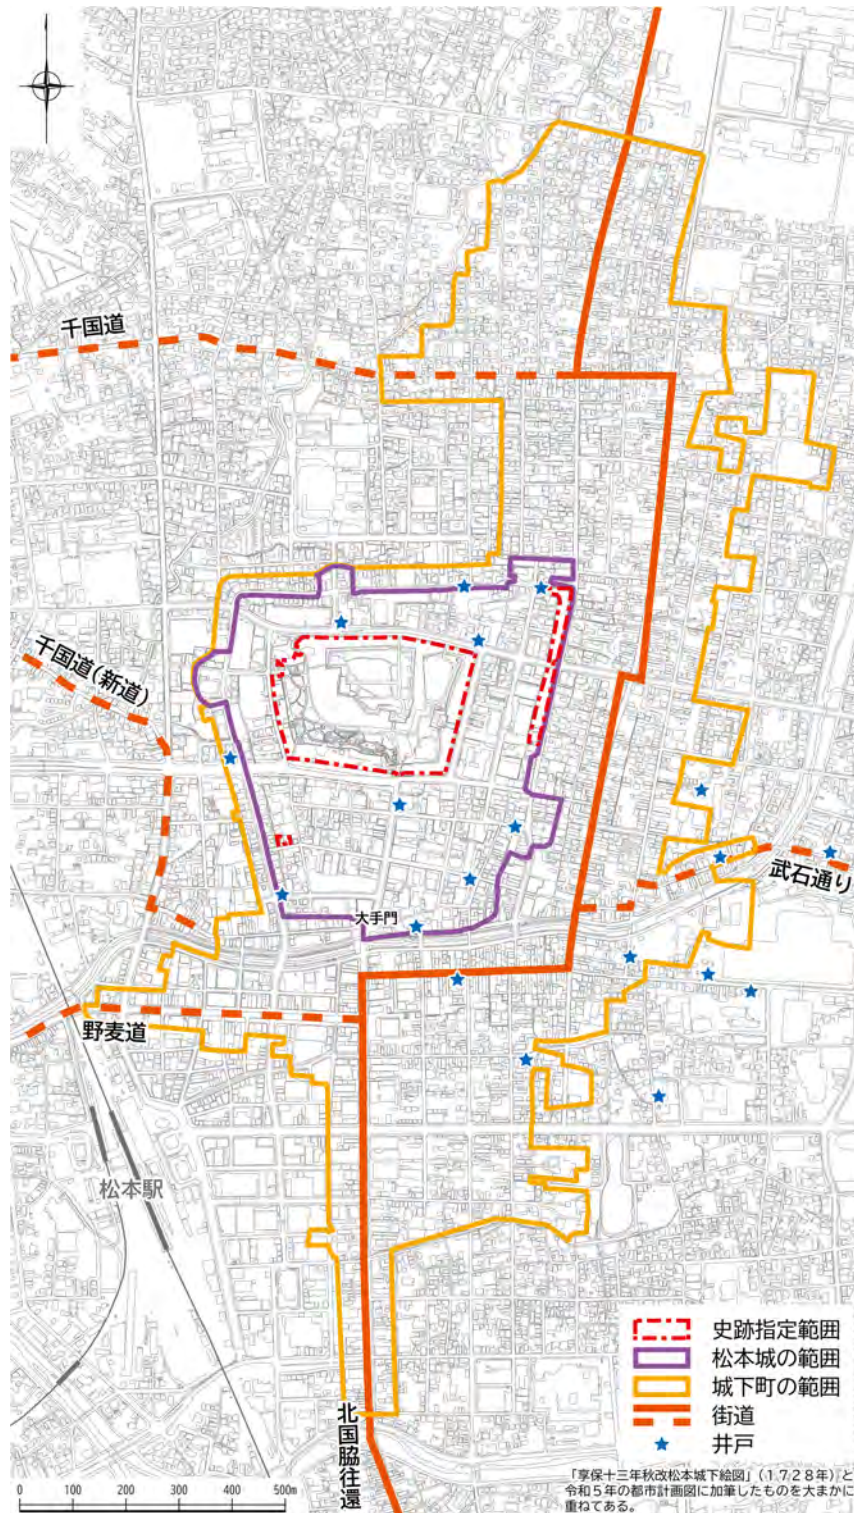 千国道
千国道(新道)
武石通り
大手門
野麦道
松本駅
史跡指定範囲
松本城の範囲
城下町の範囲
街道
井戸
北国脇往還
「享保十三年秋改松本城下絵図」(1728年)と
令和5年の都市計画図に加筆したものを大まかに
重ねてある。
0 100 200 300 400 500m